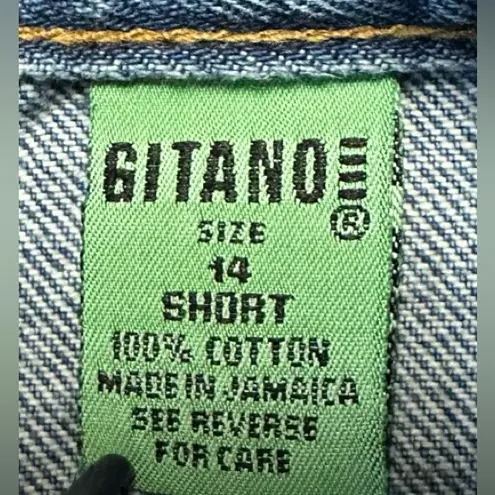 GITANO
®
SIZE
14
SHORT
100% COTTON
MADE IN JAMAICA
SEE REVERSE
FOR CARE